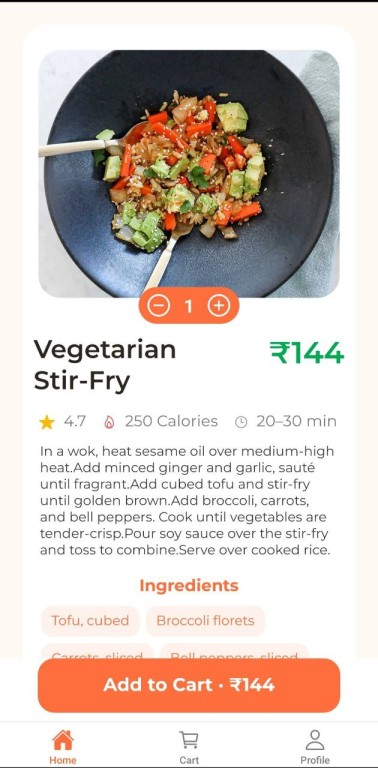 1
Vegetarian
Stir-Fry
₹144
4.7
250 Calories
20–30 min
In a wok, heat sesame oil over medium-high
heat.Add minced ginger and garlic, sauté
until fragrant.Add cubed tofu and stir-fry
until golden brown.Add broccoli, carrots,
and bell peppers. Cook until vegetables are
tender-crisp.Pour soy sauce over the stir-fry
and toss to combine.Serve over cooked rice.
Ingredients
Tofu, cubed
Broccoli florets
Carrots, sliced
Bell peppers, sliced
Add to Cart · ₹144
Home
Cart
Profile